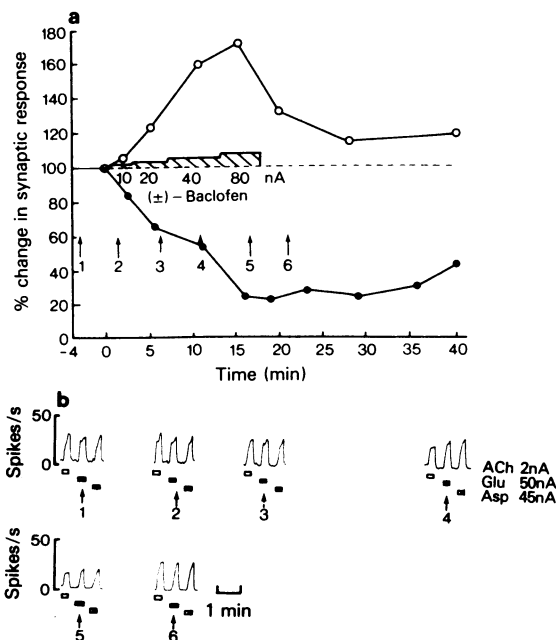 a
% change in synaptic response
180
160
140
120
100
80
60
40
20
0
10 20 40 80 nA
(±) – Baclofen
1 2 3 4 5 6
-4 0 5 10 15 20 25 30 35 40
Time (min)
b
Spikes/s
50
0
1 2 3 4
ACh 2nA
Glu 50nA
Asp 45nA
Spikes/s
50
0
5 6
1 min